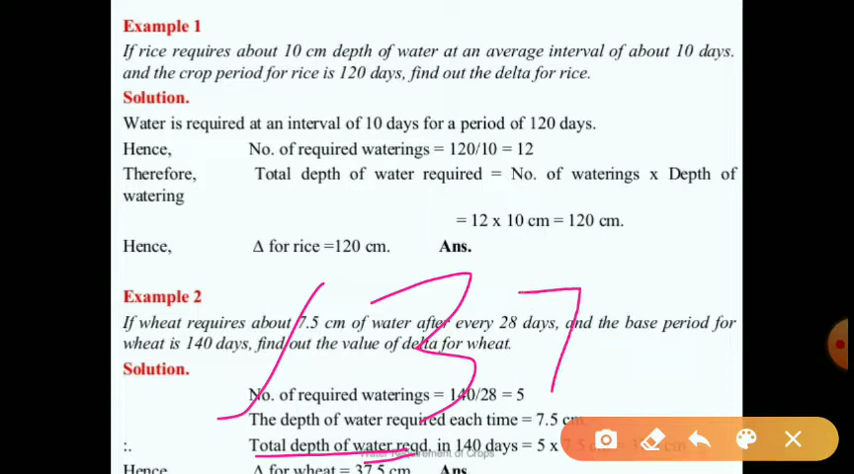 Example 1
If rice requires about 10 cm depth of water at an average interval of about 10 days.
and the crop period for rice is 120 days, find out the delta for rice.
Solution.
Water is required at an interval of 10 days for a period of 120 days.
Hence, No. of required waterings = 120/10 = 12
Therefore, Total depth of water required = No. of waterings x Depth of
watering
= 12 x 10 cm = 120 cm.
Hence, Δ for rice =120 cm. Ans.
137
Example 2
If wheat requires about 7.5 cm of water after every 28 days, and the base period for
wheat is 140 days, find out the value of delta for wheat.
Solution.
No. of required waterings = 140/28 = 5
The depth of water required each time = 7.5 cm
:. Total depth of water reqd. in 140 days = 5 x
Water Requirement of Crops
Hence Δ for wheat = 37.5 cm Ans.